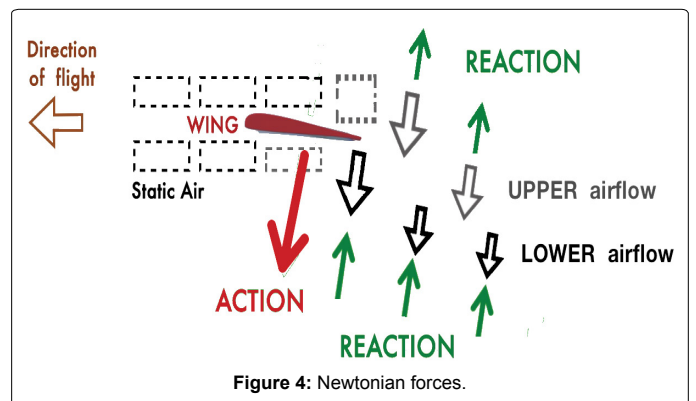 Direction
of flight
REACTION
WING
Static Air
UPPER airflow
LOWER airflow
ACTION
REACTION
Figure 4: Newtonian forces.